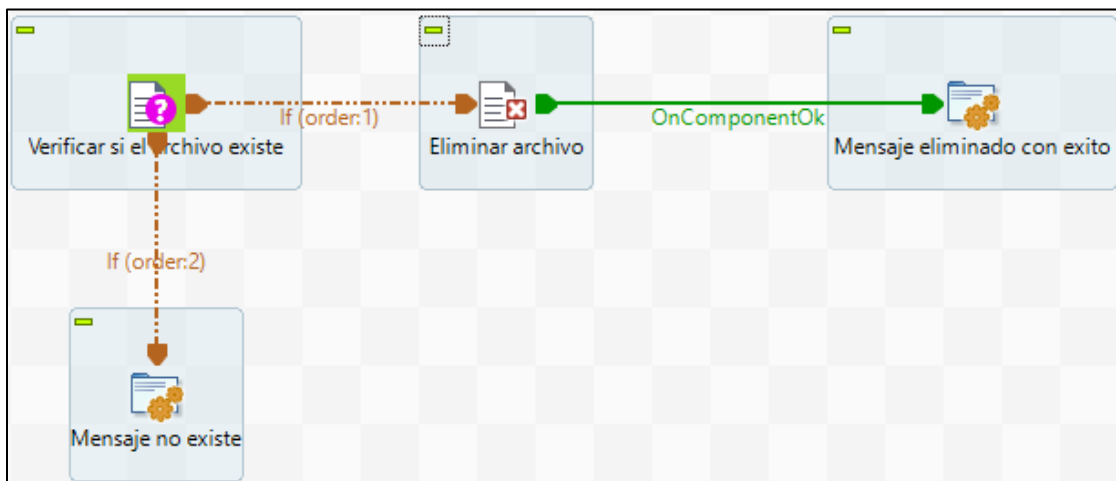 If (order:1)
OnComponentOk
Verificar si el archivo existe
Eliminar archivo
Mensaje eliminado con exito
If (order:2)
Mensaje no existe